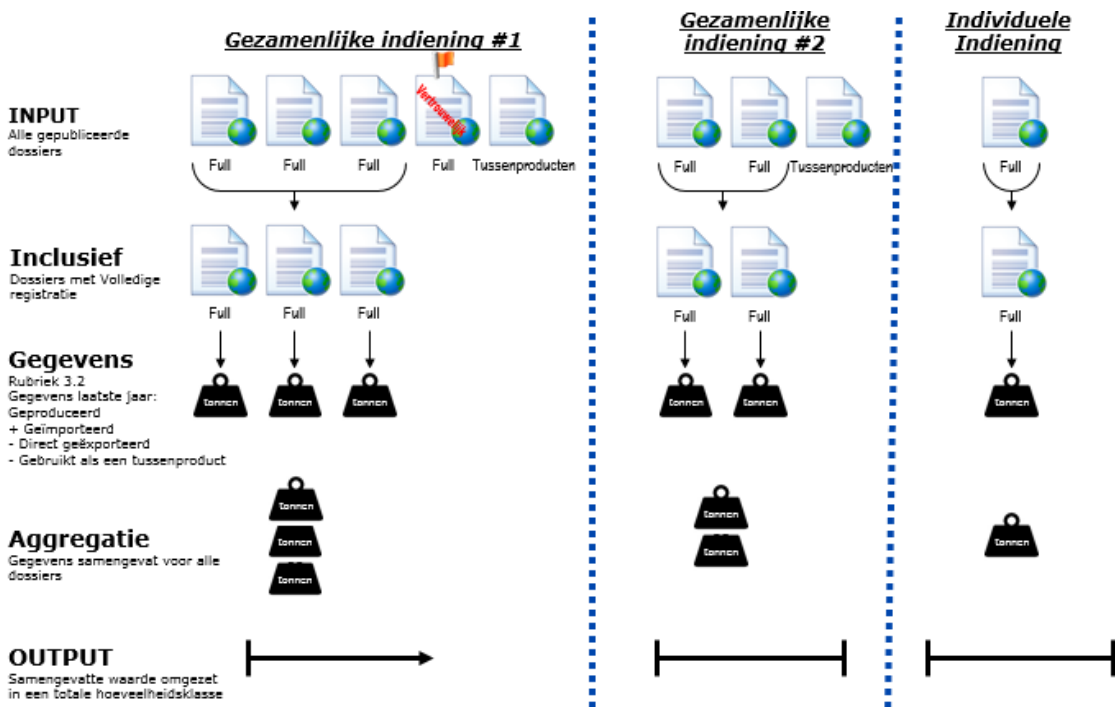 Gezamenlijke indiening #1
Gezamenlijke
indiening #2
Individuele
Indiening
INPUT
Alle gepubliceerde
dossiers
Vertrouwelijk
Full
Full
Full
Full
Tussenproducten
Full
Full
Tussenproducten
Full
Inclusief
Dossiers met Volledige
registratie
Full
Full
Full
Full
Full
Full
Gegevens
Rubriek 3.2
Gegevens laatste jaar:
Geproduceerd
+ Geïmporteerd
- Direct geëxporteerd
- Gebruikt als een tussenproduct
tonnen
tonnen
tonnen
tonnen
tonnen
tonnen
Aggregatie
Gegevens samengevat voor alle
dossiers
tonnen
tonnen
tonnen
tonnen
tonnen
tonnen
OUTPUT
Samengevatte waarde omgezet
in een totale hoeveelheidsklasse